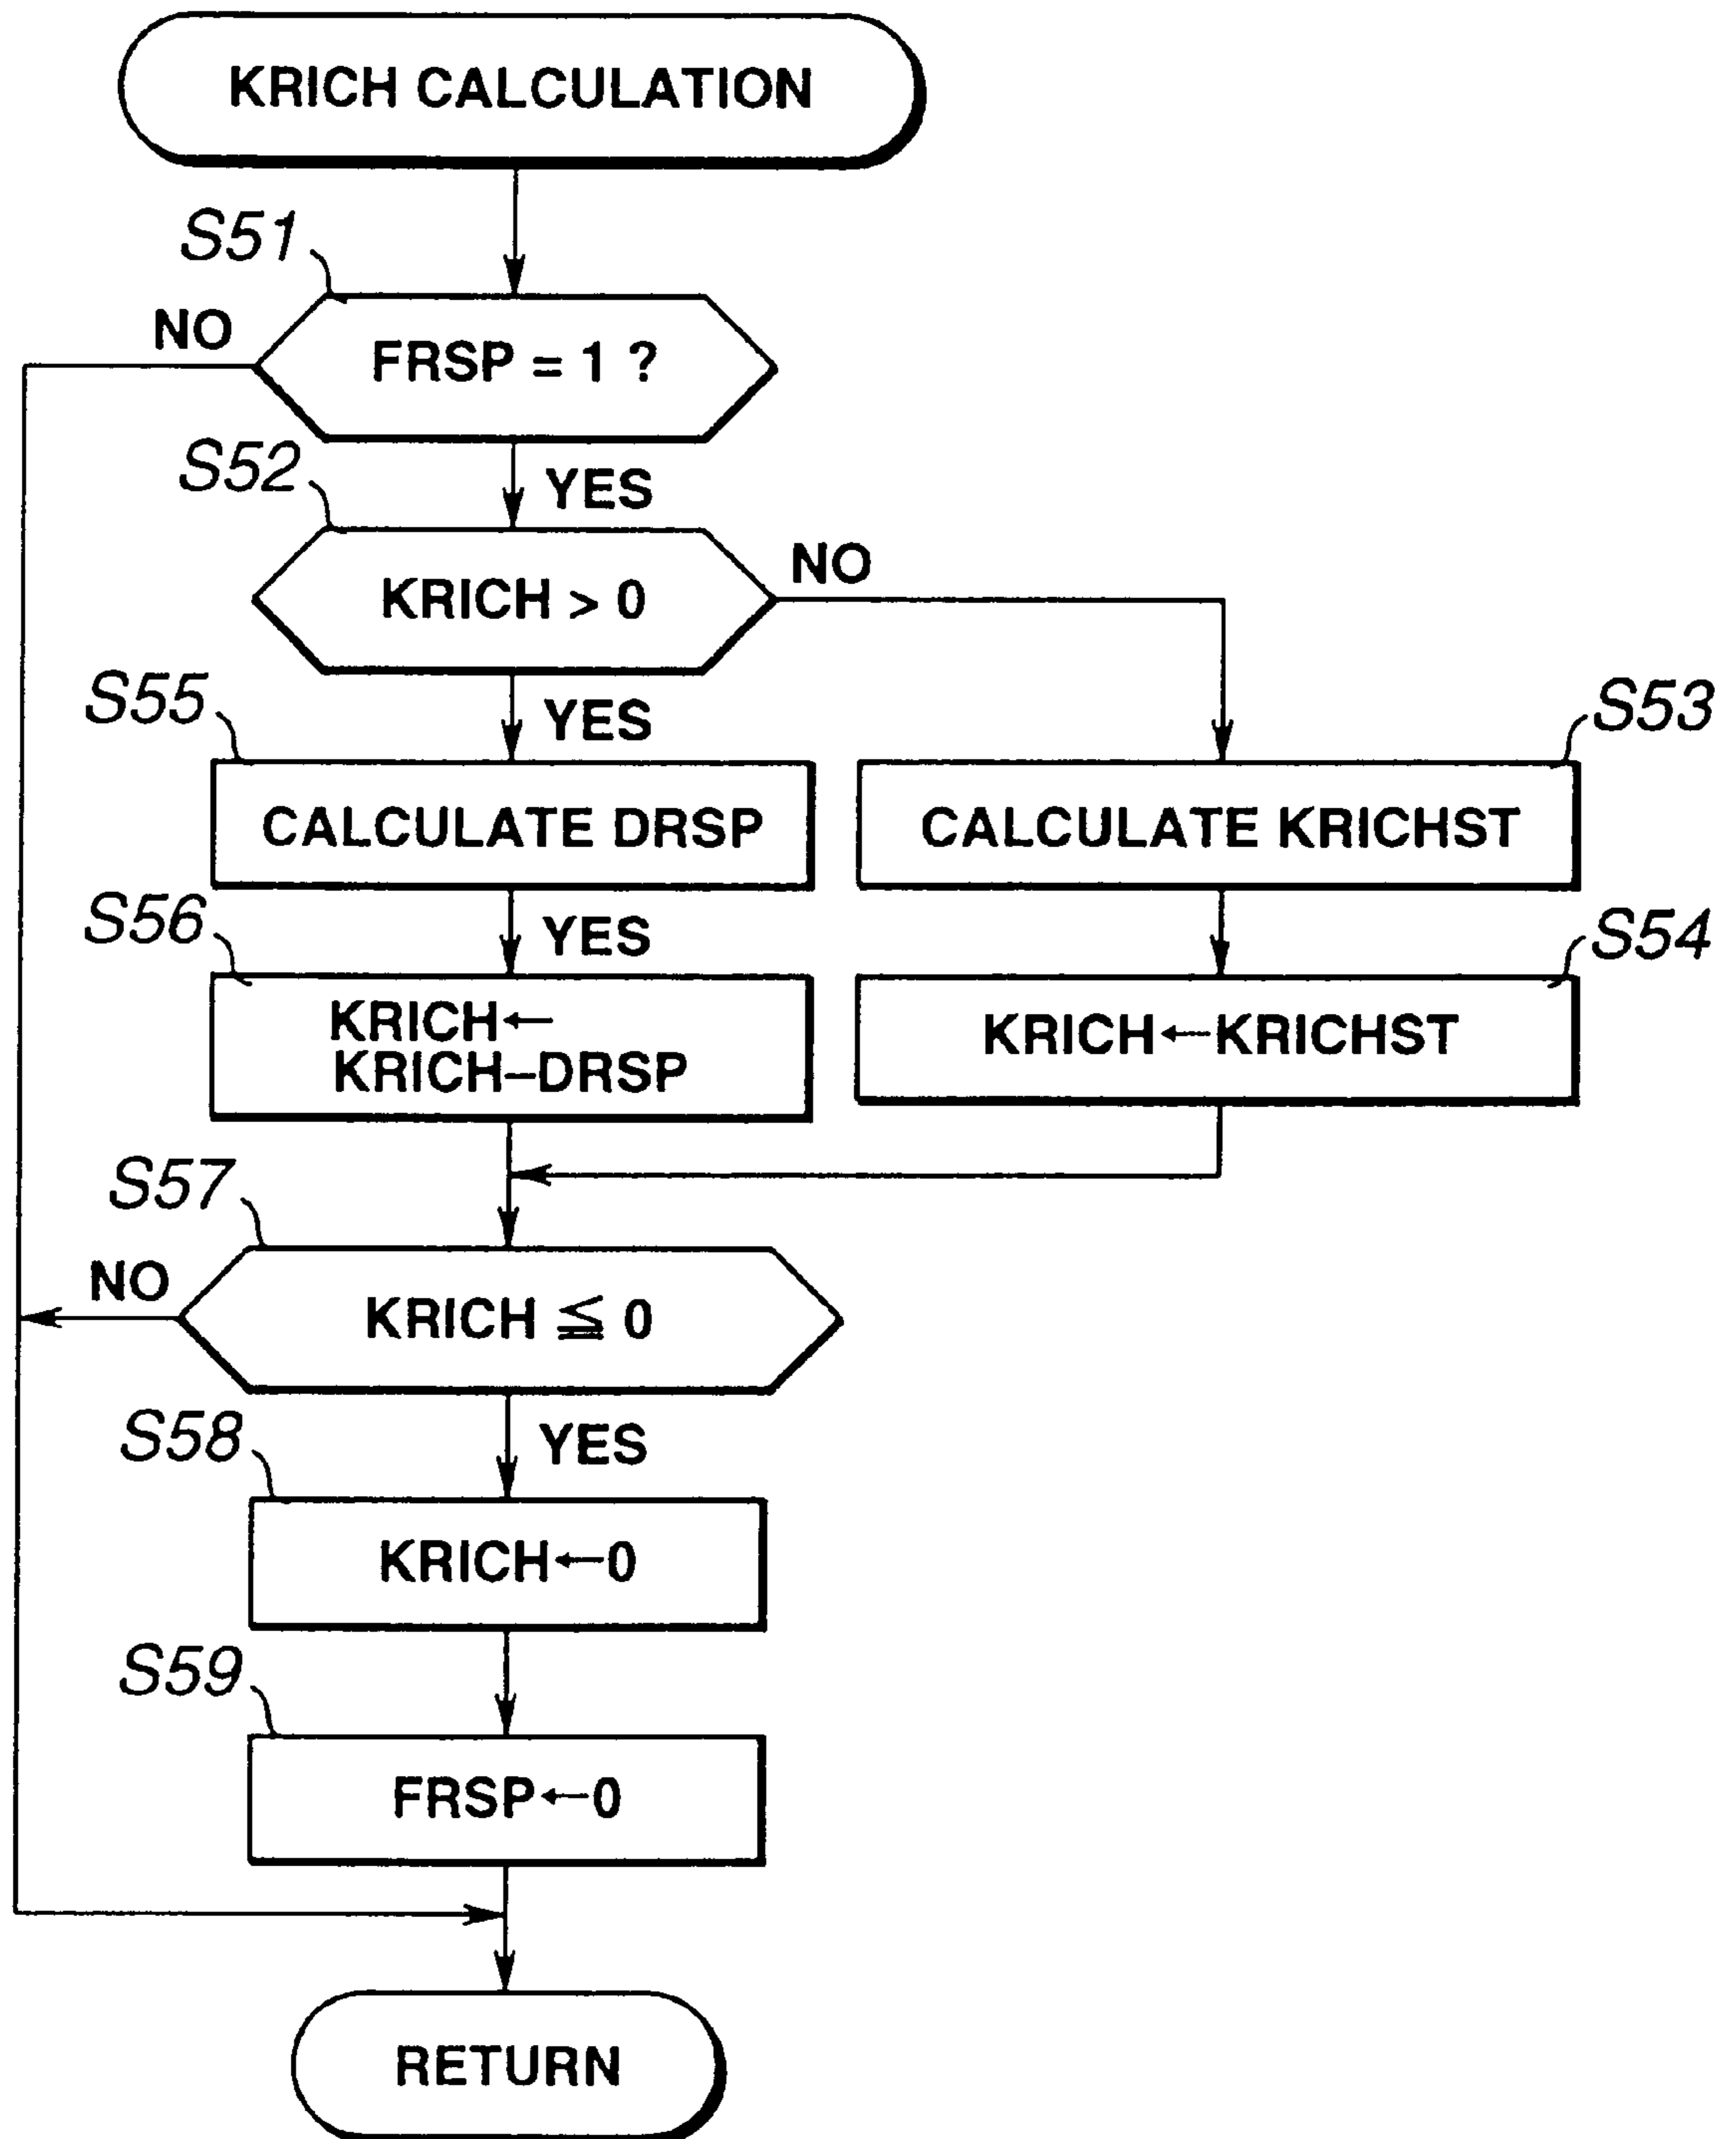 KRICH CALCULATION
S51
NO
FRSP = 1 ?
S52
YES
KRICH > 0
NO
S55
YES
S53
CALCULATE DRSP
CALCULATE KRICHST
S56
YES
S54
KRICH←
KRICH–DRSP
KRICH←KRICHST
S57
NO
KRICH ≦ 0
S58
YES
KRICH←0
S59
FRSP←0
RETURN